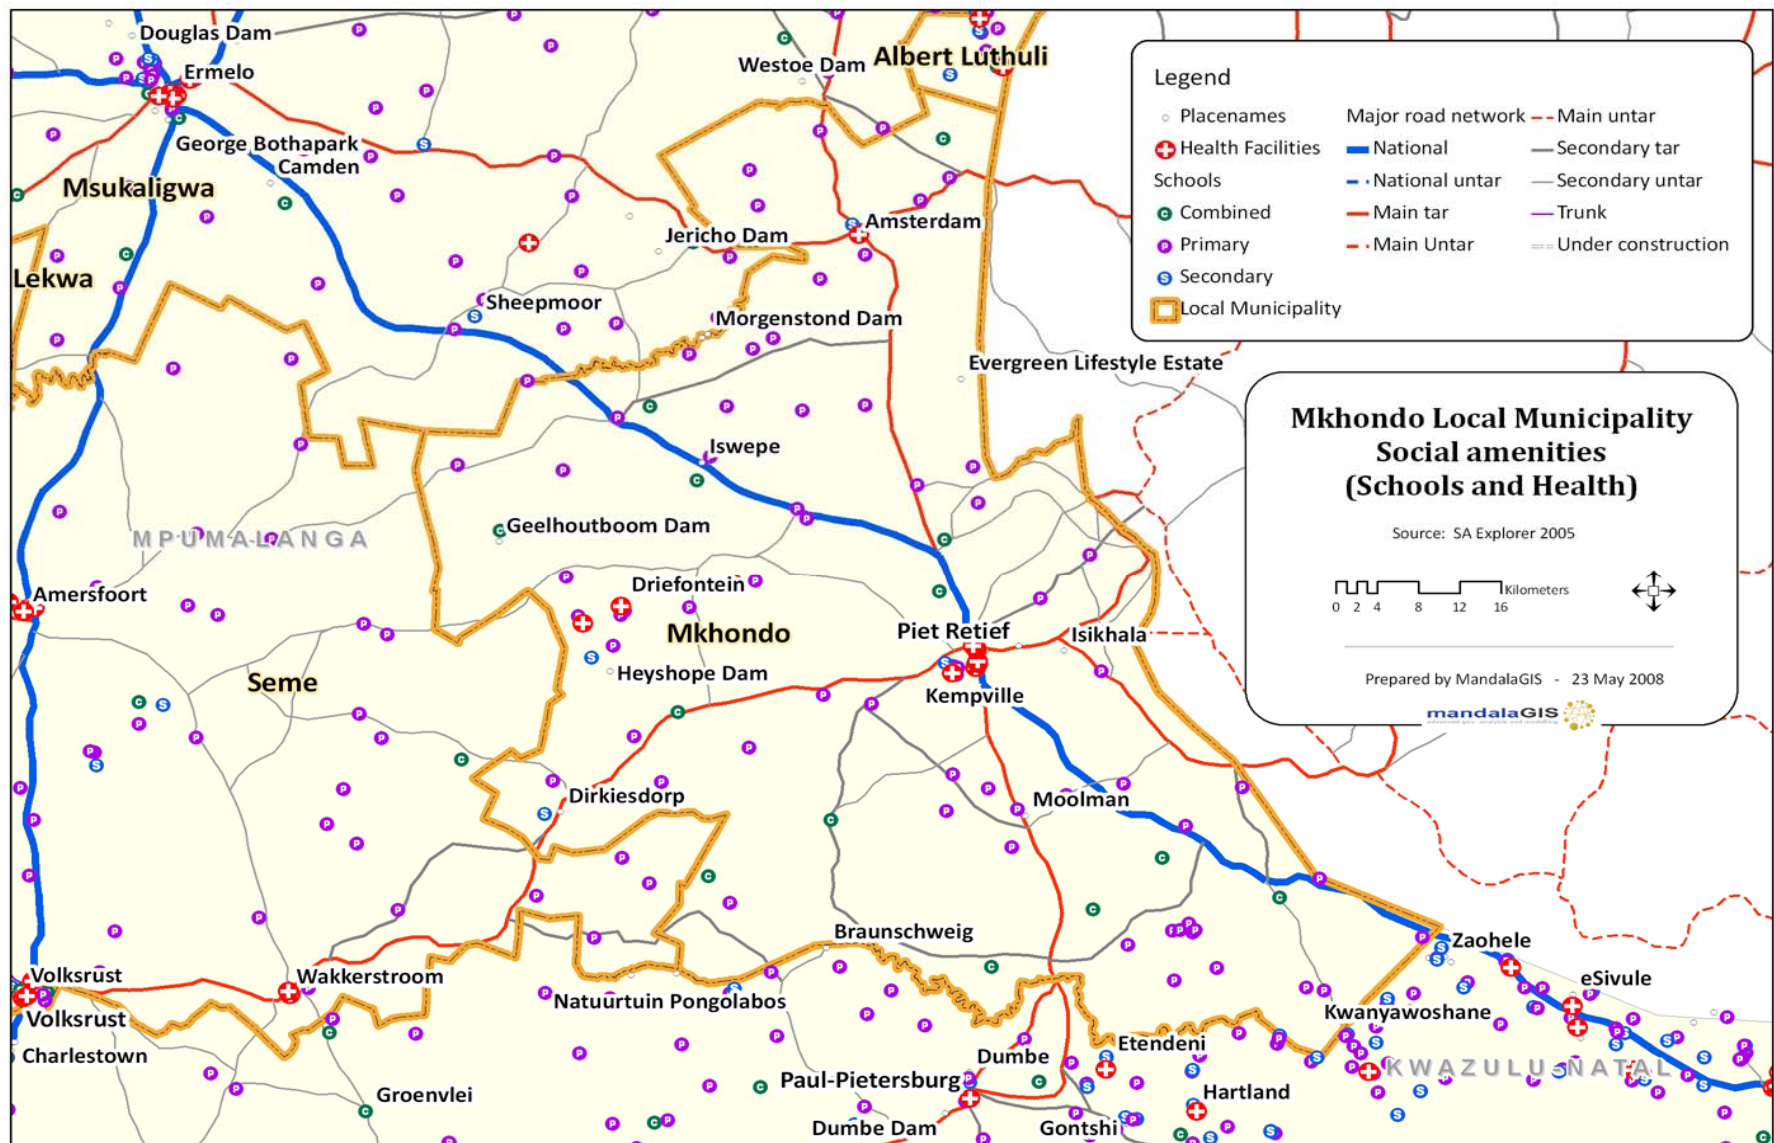 Douglas Dam
Ermelo
George Bothapark
Camden
Msukaligwa
Lekwa
Westoe Dam
Albert Luthuli
Amsterdam
Jericho Dam
Sheepmoor
Morgenstond Dam
Evergreen Lifestyle Estate
Iswepe
Geelhoutboom Dam
MPUMALANGA
Amersfoort
Driefontein
Mkhondo
Piet Retief
Isikhala
Heyshope Dam
Kempville
Seme
Dirkiesdorp
Moolman
Braunschweig
Zaohele
eSivule
Volksrust
Wakkerstroom
Natuurtuin Pongolabos
Kwanyawoshane
Volksrust
Charlestown
Etendeni
Dumbe
KWAZULU-NATAL
Paul-Pietersburg
Groenvlei
Hartland
Dumbe Dam
Gontshi
Legend
Placenames
Health Facilities
Schools
Combined
Primary
Secondary
Local Municipality
Major road network
National
National untar
Main tar
Main Untar
Main untar
Secondary tar
Secondary untar
Trunk
Under construction
Mkhondo Local Municipality
Social amenities
(Schools and Health)
Source: SA Explorer 2005
Kilometers
0 2 4 8 12 16
Prepared by MandalaGIS - 23 May 2008
mandalaGIS